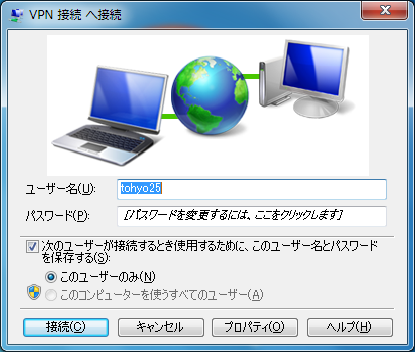 VPN 接続 へ接続
ユーザー名(U):
tohyo25
パスワード(P):
[パスワードを変更するには、ここをクリックします]
次のユーザーが接続するとき使用するために、このユーザー名とパスワード
を保存する(S):
このユーザーのみ(N)
このコンピューターを使うすべてのユーザー(A)
接続(C)
キャンセル
プロパティ(O)
ヘルプ(H)